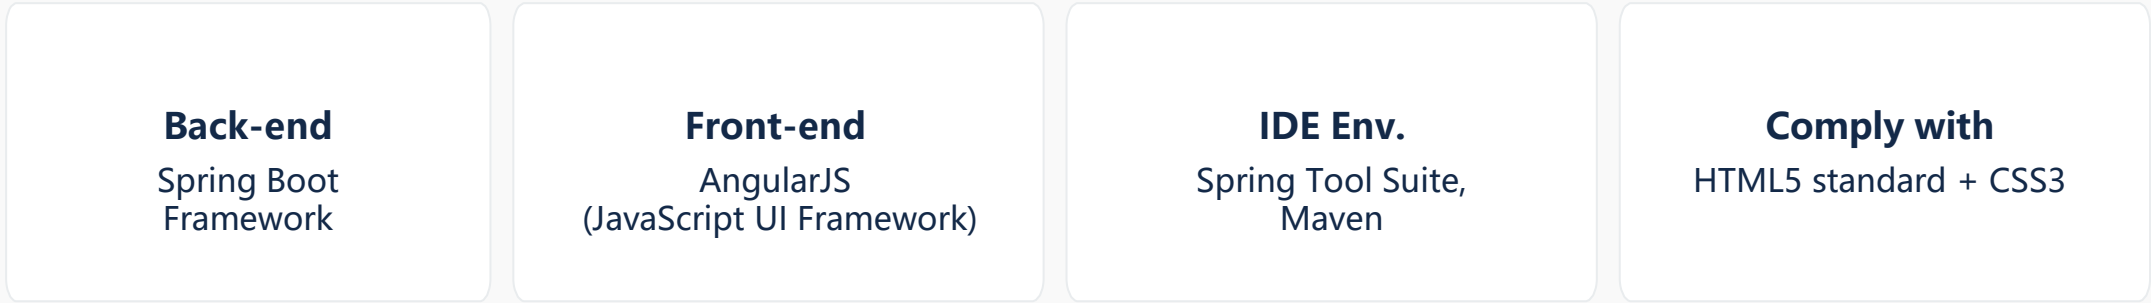 Back-end
Spring Boot
Framework
Front-end
AngularJS
(JavaScript UI Framework)
IDE Env.
Spring Tool Suite,
Maven
Comply with
HTML5 standard + CSS3